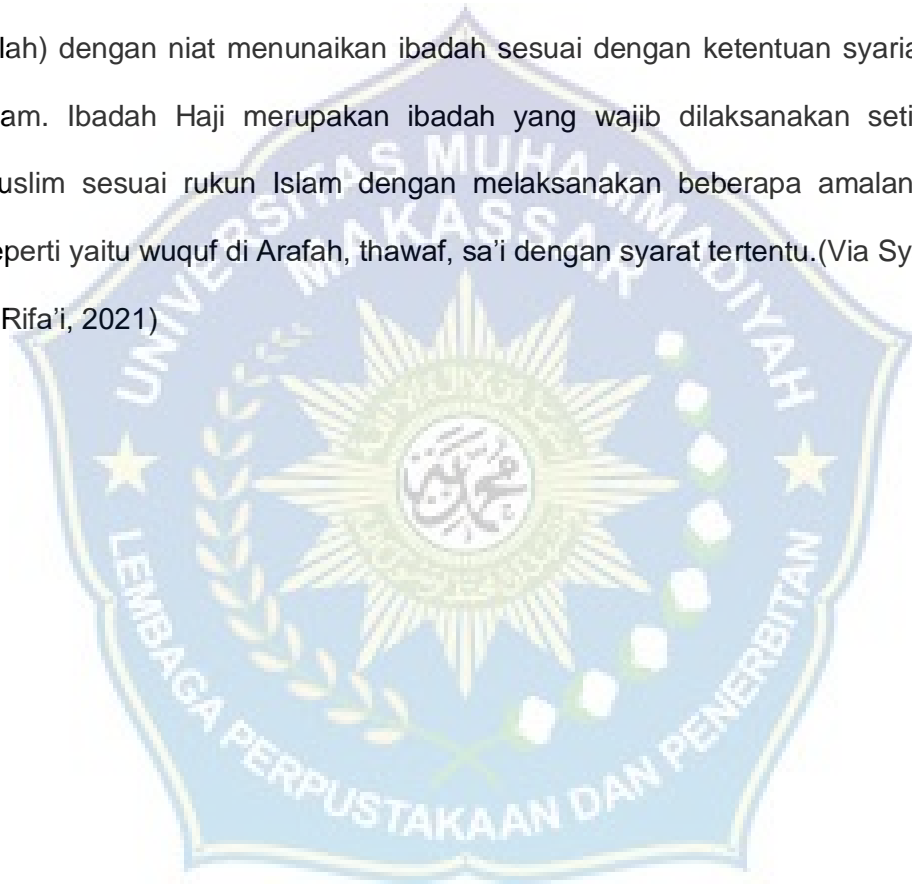 lah) dengan niat menunaikan ibadah sesuai dengan ketentuan syaria
am. Ibadah Haji merupakan ibadah yang wajib dilaksanakan seti
uslim sesuai rukun Islam dengan melaksanakan beberapa amalan
eperti yaitu wuquf di Arafah, thawaf, sa’i dengan syarat tertentu.(Via Sy
Rifa’i, 2021)
UNIVERSITAS MUHAMMADIYAH
MAKASSAR
LEMBAGA PERPUSTAKAAN DAN PENERBITAN